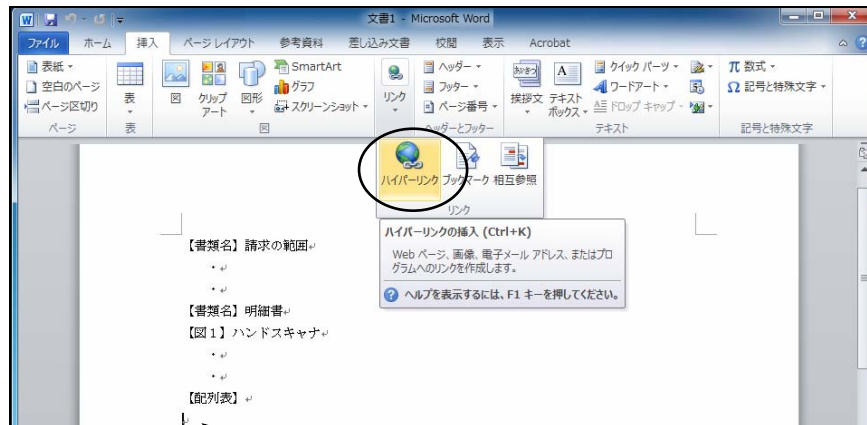 文書1 - Microsoft Word
ファイル ホーム 挿入 ページ レイアウト 参考資料 差し込み文書 校閲 表示 Acrobat
表紙
空白のページ
ページ区切り
ページ
表
表
図
クリップ
アート
図形
SmartArt
グラフ
スクリーンショット
図
リンク
ヘッダー
フッター
ページ番号
ヘッダーとフッター
あいさつ
挨拶文
A
テキスト
ボックス
クイック パーツ
ワードアート
ドロップ キャップ
テキスト
π 数式
Ω 記号と特殊文字
記号と特殊文字
ハイパーリンク ブックマーク 相互参照
リンク
ハイパーリンクの挿入 (Ctrl+K)
Web ページ、画像、電子メール アドレス、またはプロ
グラムへのリンクを作成します。
ヘルプを表示するには、F1 キーを押してください。
【書類名】請求の範囲
・
・
【書類名】明細書
【図1】ハンドスキャナ
・
・
【配列表】